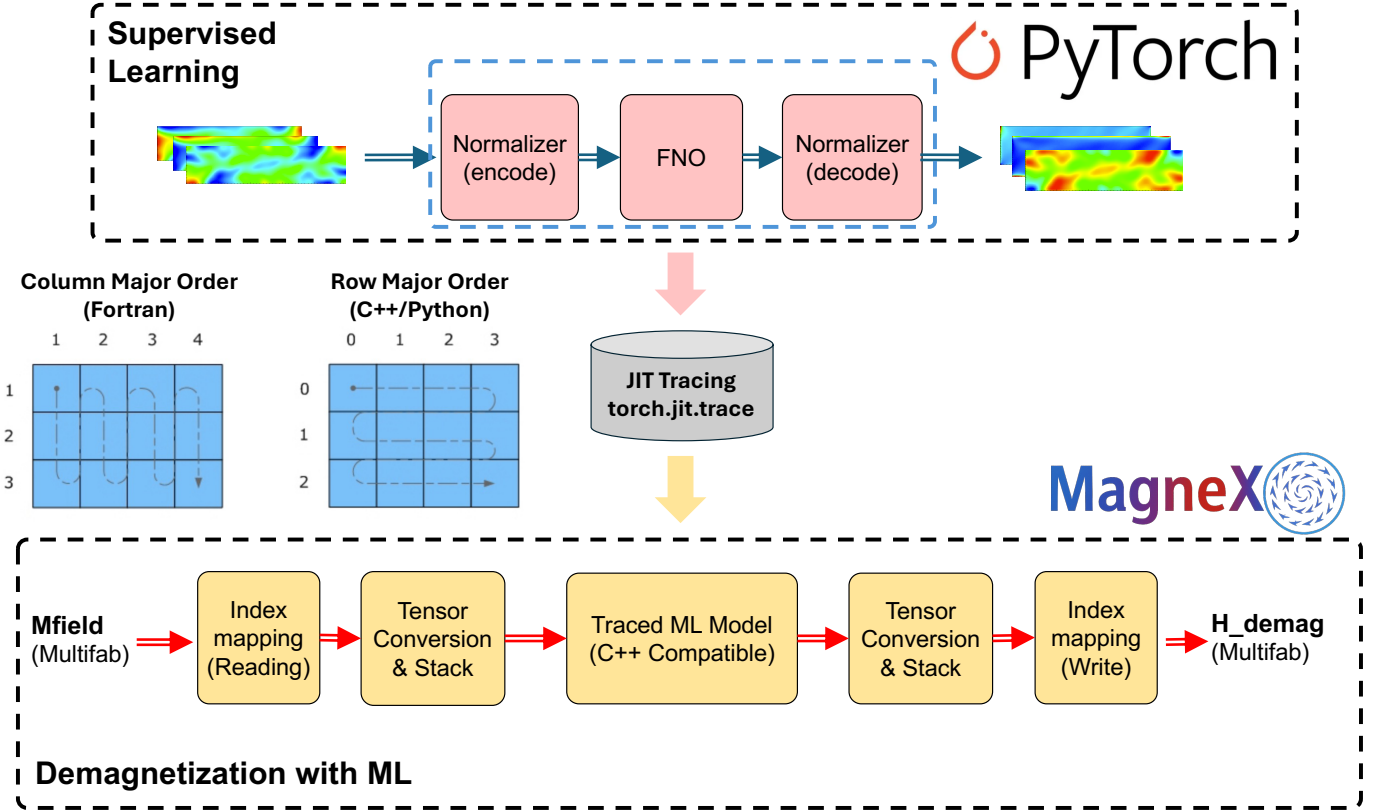 Supervised
Learning
PyTorch
Normalizer
(encode)
FNO
Normalizer
(decode)
Column Major Order
(Fortran)
1 2 3 4
1
2
3
Row Major Order
(C++/Python)
0 1 2 3
0
1
2
JIT Tracing
torch.jit.trace
MagneX
Mfield
(Multifab)
Index
mapping
(Reading)
Tensor
Conversion
& Stack
Traced ML Model
(C++ Compatible)
Tensor
Conversion
& Stack
Index
mapping
(Write)
H_demag
(Multifab)
Demagnetization with ML